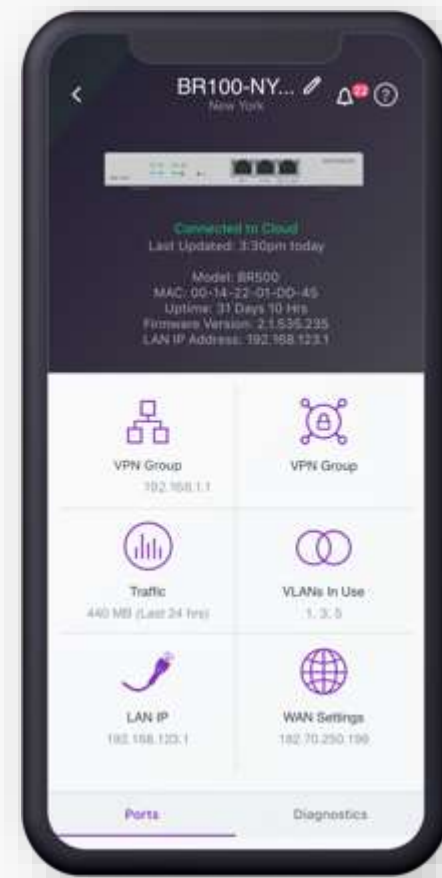 BR100-NY...
22
?
New York
Connected to Cloud
Last Updated: 3:30pm today
Model: BR500
MAC: 00-14-22-01-DD-45
Uptime: 31 Days 10 Hrs
Firmware Version: 2.1.535.235
LAN IP Address: 192.168.123.1
VPN Group
VPN Group
192.168.1.1
Traffic
VLANs In Use
440 MB (Last 24 hrs)
1, 3, 5
LAN IP
WAN Settings
192.168.123.1
182.70.250.198
Ports
Diagnostics